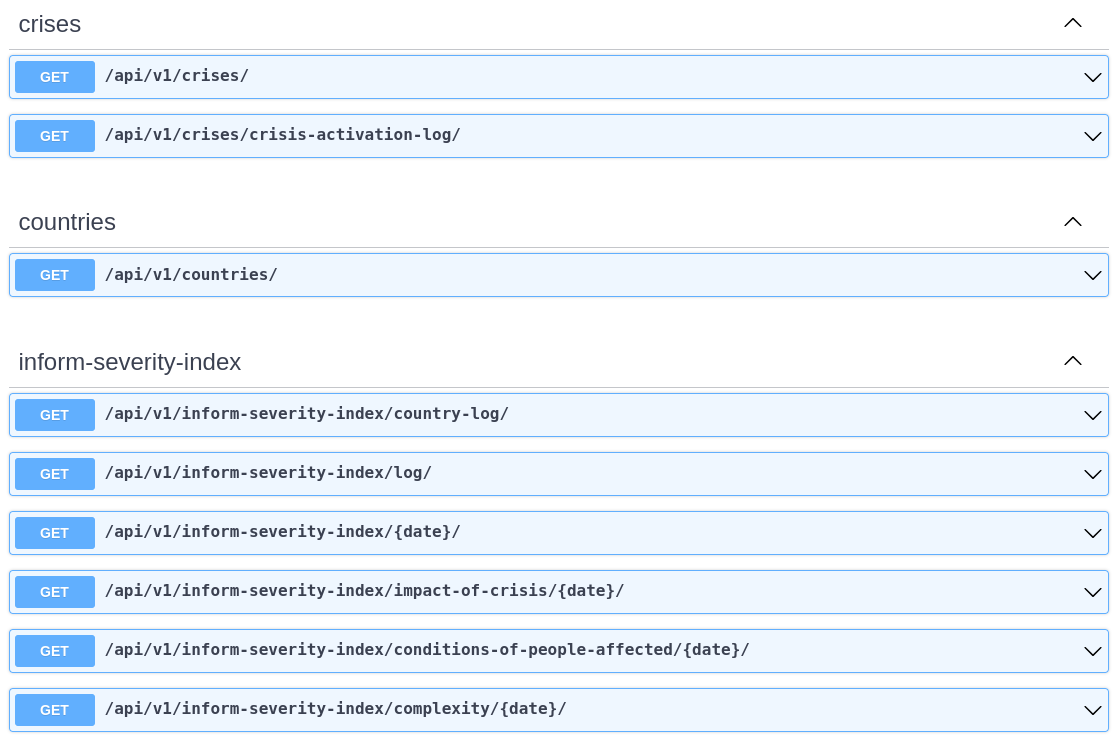 crises
GET /api/v1/crises/
GET /api/v1/crises/crisis-activation-log/
countries
GET /api/v1/countries/
inform-severity-index
GET /api/v1/inform-severity-index/country-log/
GET /api/v1/inform-severity-index/log/
GET /api/v1/inform-severity-index/{date}/
GET /api/v1/inform-severity-index/impact-of-crisis/{date}/
GET /api/v1/inform-severity-index/conditions-of-people-affected/{date}/
GET /api/v1/inform-severity-index/complexity/{date}/